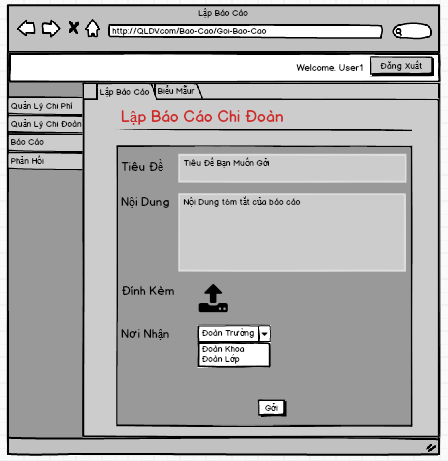 Lập Báo Cáo
http://QLDV.com/Bao-Cao/Goi-Bao-Cao
Welcome, User1
Đăng Xuất
Lập Báo Cáo
Biểu Mẫu
Quản Lý Chi Phí
Quản Lý Chi Đoàn
Báo Cáo
Phản Hồi
Lập Báo Cáo Chi Đoàn
Tiêu Đề
Tiêu Đề Bạn Muốn Gởi
Nội Dung
Nội Dung tóm tắt của báo cáo
Đính Kèm
Nơi Nhận
Đoàn Trường
Đoàn Khoa
Đoàn Lớp
Gởi